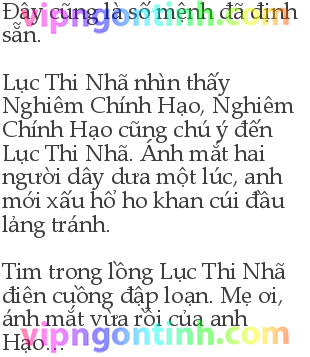 Đây cũng là số mệnh đã định
sẵn.
Lục Thi Nhã nhìn thấy
Nghiêm Chính Hạo, Nghiêm
Chính Hạo cũng chú ý đến
Lục Thi Nhã. Ánh mắt hai
người dây dưa một lúc, anh
mới xấu hổ ho khan cúi đầu
lảng tránh.
Tim trong lồng Lục Thi Nhã
điên cuồng đập loạn. Mẹ ơi,
ánh mắt vừa rồi của anh
Hạo...
vipngontinh.com
vipngontinh.com